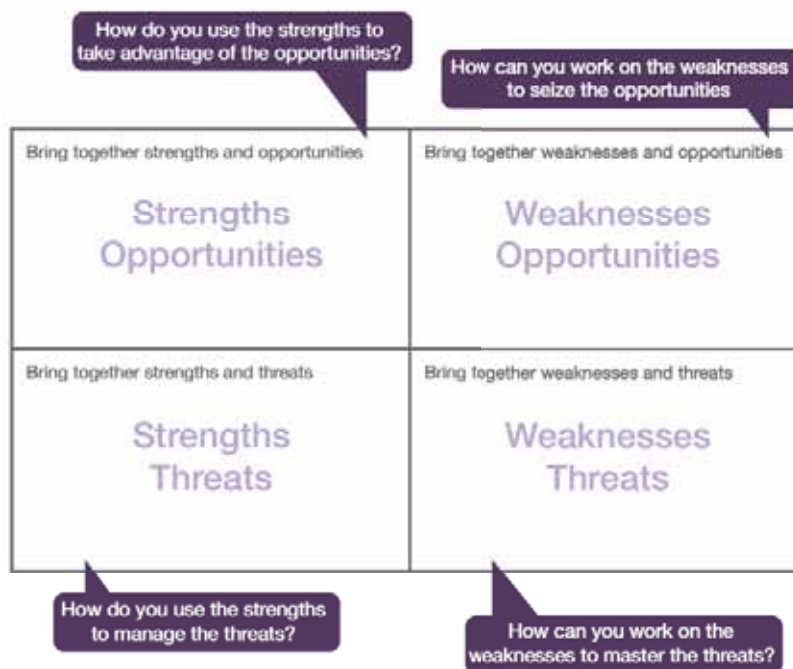 How do you use the strengths to
take advantage of the opportunities?
How can you work on the weaknesses
to seize the opportunities
Bring together strengths and opportunities
Strengths
Opportunities
Bring together weaknesses and opportunities
Weaknesses
Opportunities
Bring together strengths and threats
Strengths
Threats
Bring together weaknesses and threats
Weaknesses
Threats
How do you use the strengths
to manage the threats?
How can you work on the
weaknesses to master the threats?